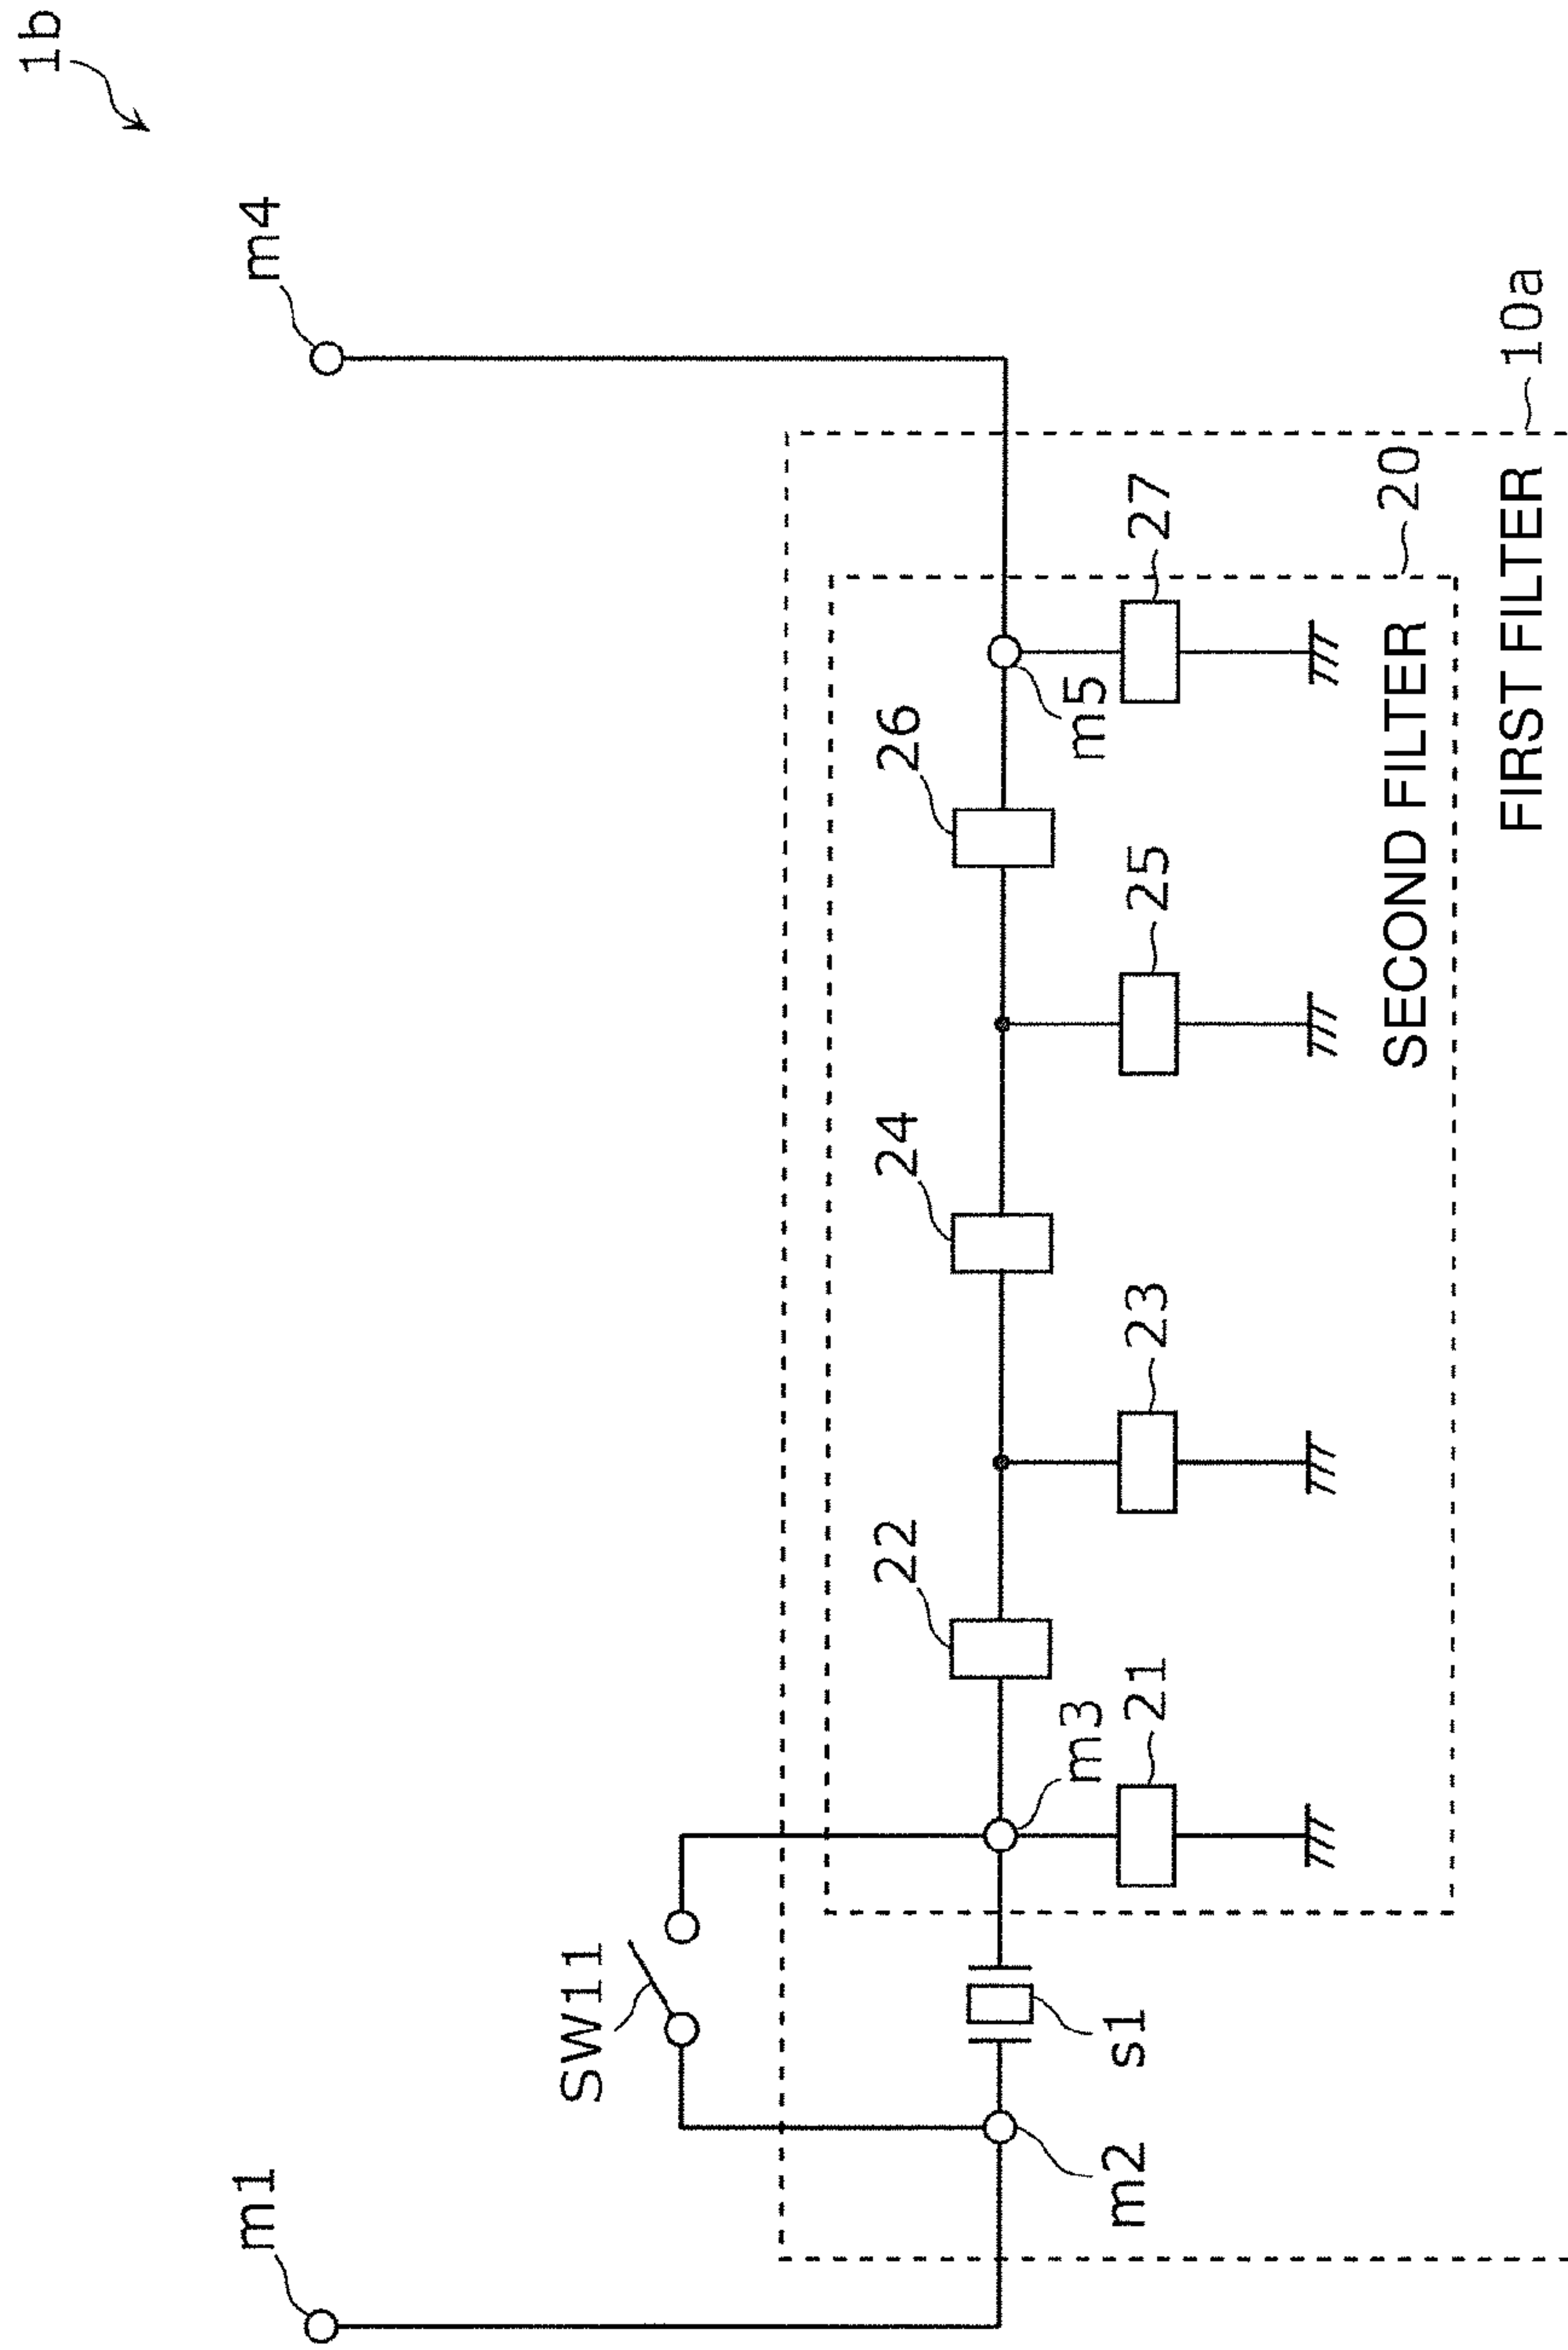 1b
m1
m4
SW11
22
24
26
m2
s1
m3
21
23
25
m5
27
SECOND FILTER
20
FIRST FILTER
10a